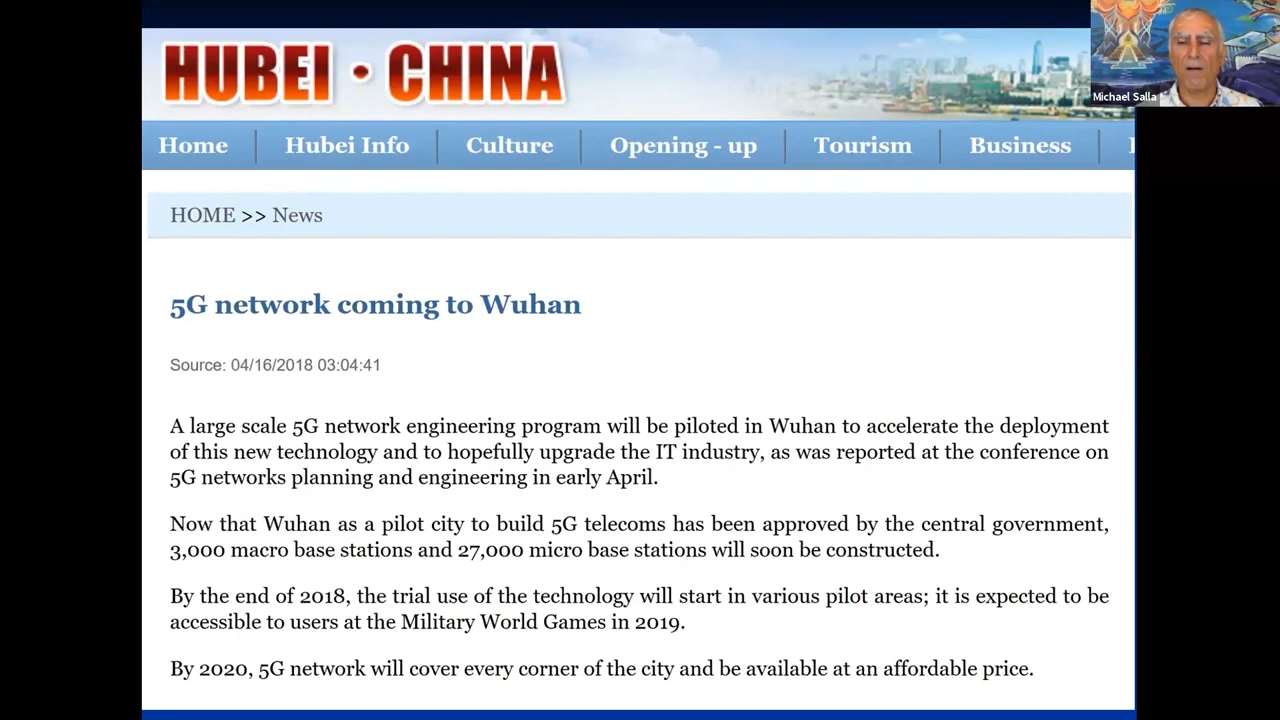 HUBEI • CHINA
Michael Salla
Home
Hubei Info
Culture
Opening - up
Tourism
Business
HOME >> News
5G network coming to Wuhan
Source: 04/16/2018 03:04:41
A large scale 5G network engineering program will be piloted in Wuhan to accelerate the deployment
of this new technology and to hopefully upgrade the IT industry, as was reported at the conference on
5G networks planning and engineering in early April.
Now that Wuhan as a pilot city to build 5G telecoms has been approved by the central government,
3,000 macro base stations and 27,000 micro base stations will soon be constructed.
By the end of 2018, the trial use of the technology will start in various pilot areas; it is expected to be
accessible to users at the Military World Games in 2019.
By 2020, 5G network will cover every corner of the city and be available at an affordable price.